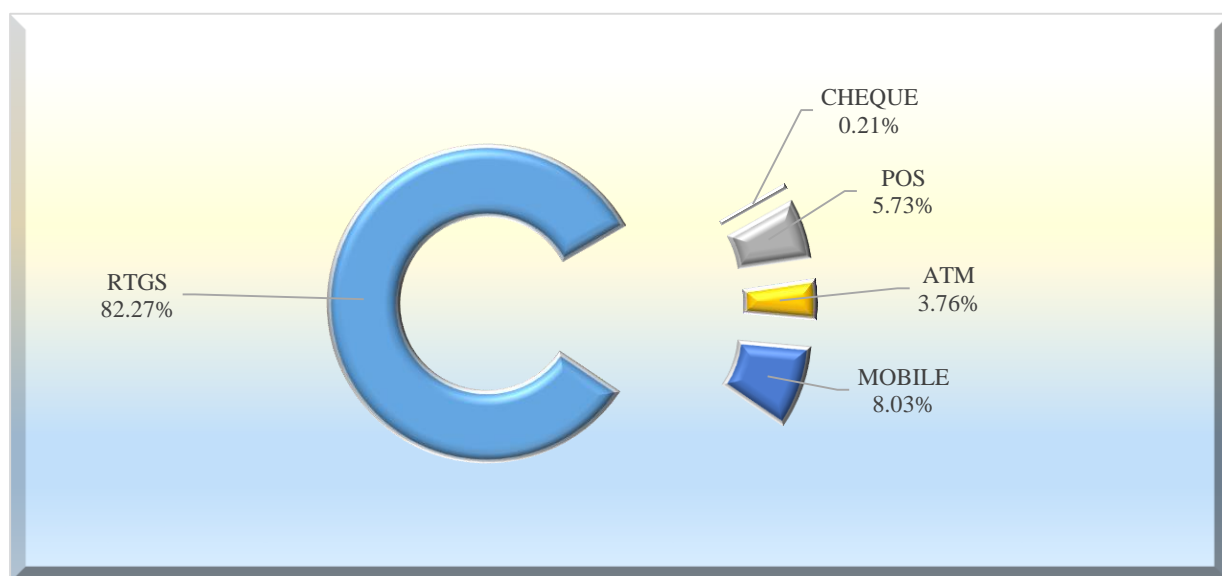 CHEQUE
0.21%
POS
5.73%
ATM
3.76%
RTGS
82.27%
MOBILE
8.03%